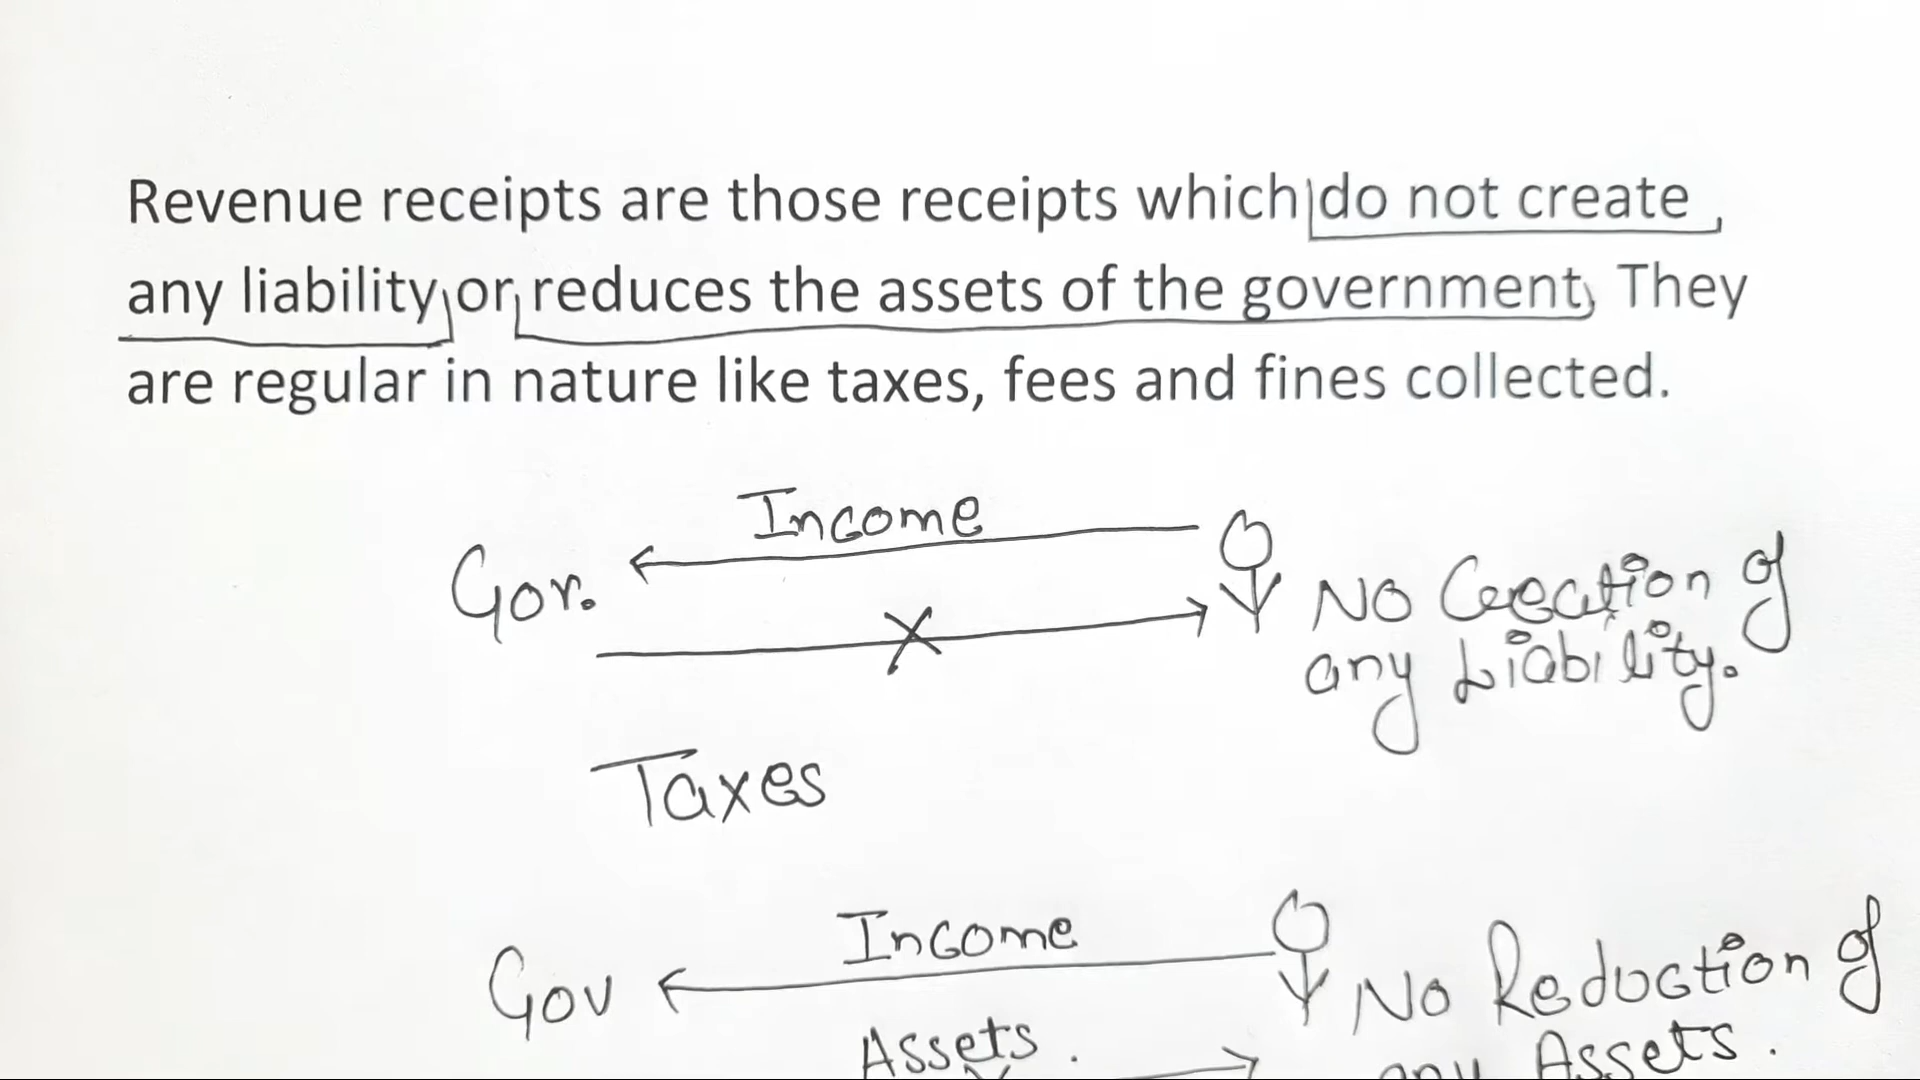 Revenue receipts are those receipts which do not create
any liability or reduces the assets of the government, They
are regular in nature like taxes, fees and fines collected.
Income
Gov.
No Creation of
any Liability.
Taxes
Income
Gov
No Reduction of
Assets.
any Assets.